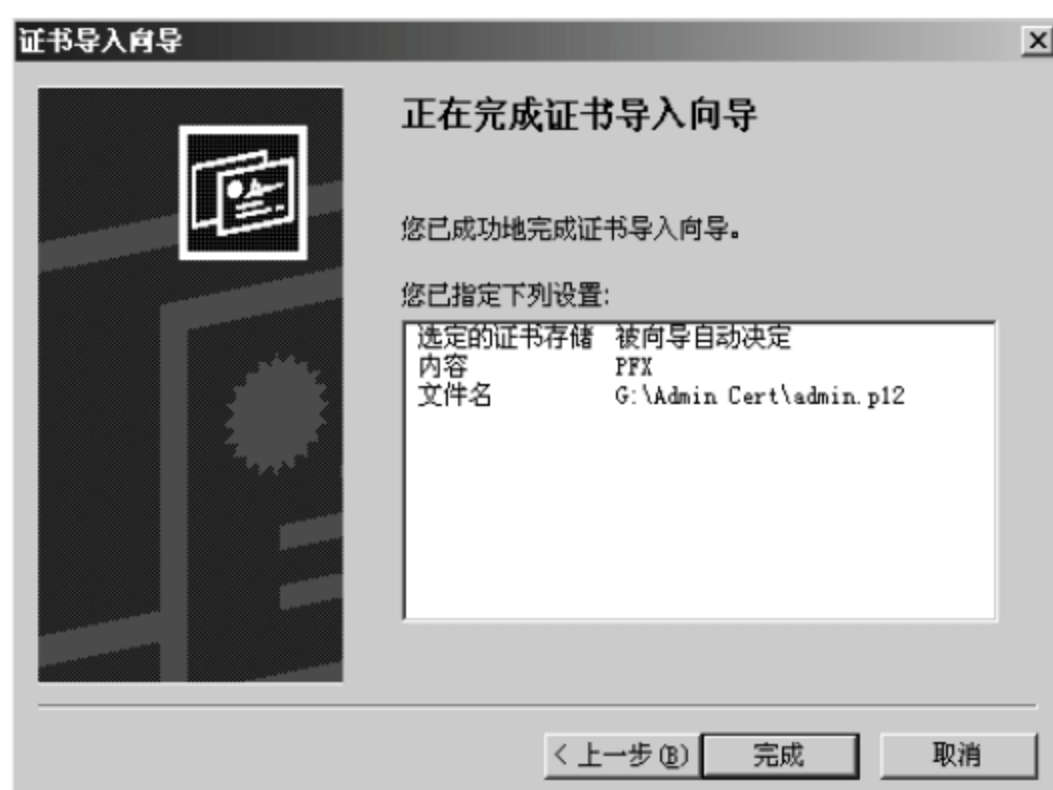 证书导入向导
正在完成证书导入向导
您已成功地完成证书导入向导。
您已指定下列设置:
选定的证书存储 被向导自动决定
内容 PFX
文件名 G:\Admin Cert\admin.p12
< 上一步(B) 完成 取消